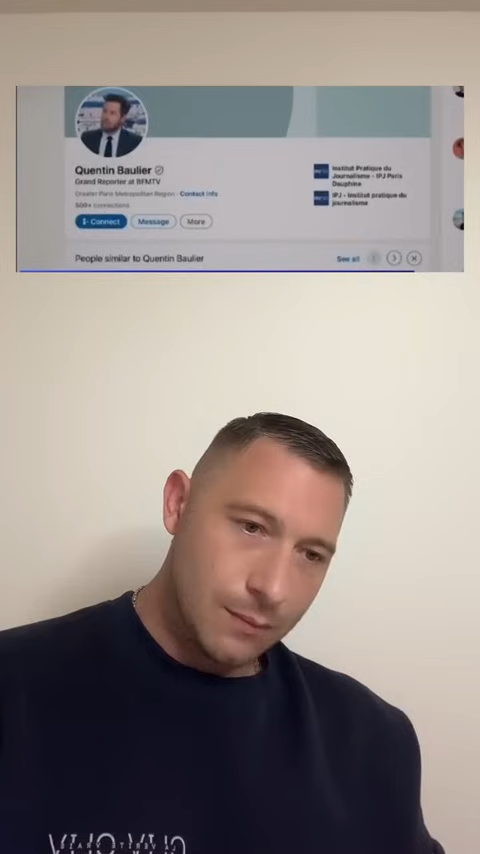 Quentin Baulier
Grand Reporter at BFMTV
Greater Paris Metropolitan Region · Contact info
500+ connections
Connect
Message
More
Institut Pratique du
Journalisme - IPJ Paris
Dauphine
IPJ - Institut pratique du
journalisme
People similar to Quentin Baulier
See all